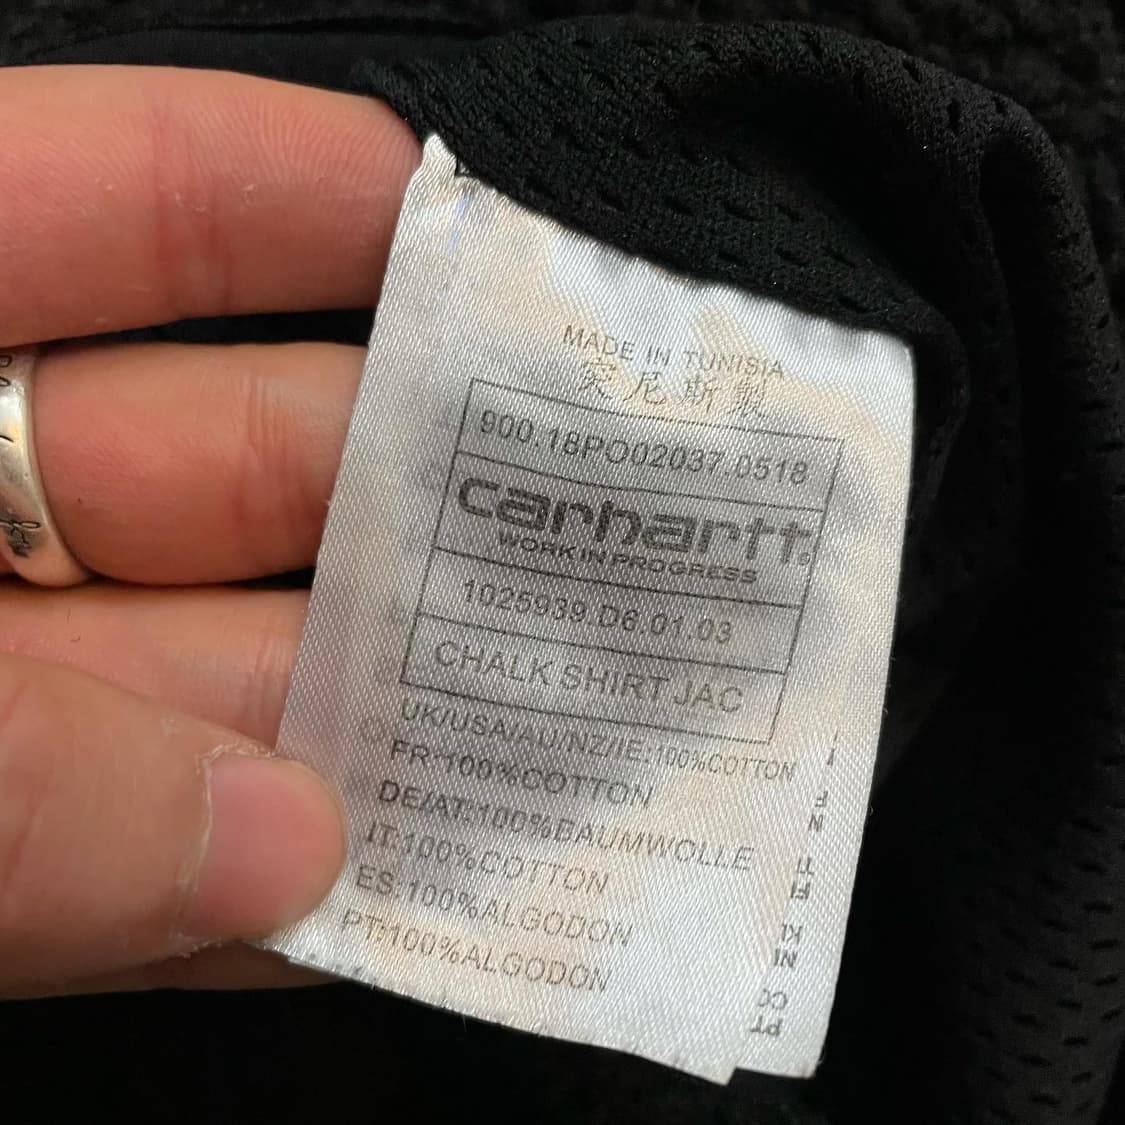 MADE IN TUNISIA
尼斯製
900.18PO02037.0518
carhartt®
WORK IN PROGRESS
1025939.D6.01.03
CHALK SHIRT JAC
UK/USA/AU/NZ/IE:100%COTTON
FR:100%COTTON
DE/AT:100%BAUMWOLLE
IT:100%COTTON
ES:100%ALGODON
PT:100%ALGODON
PT